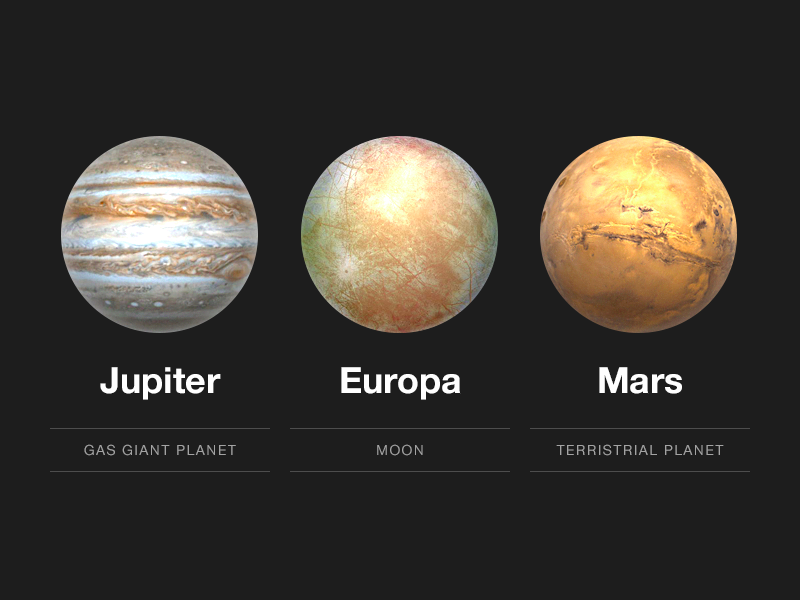 Jupiter
Europa
Mars
GAS GIANT PLANET
MOON
TERRISTRIAL PLANET